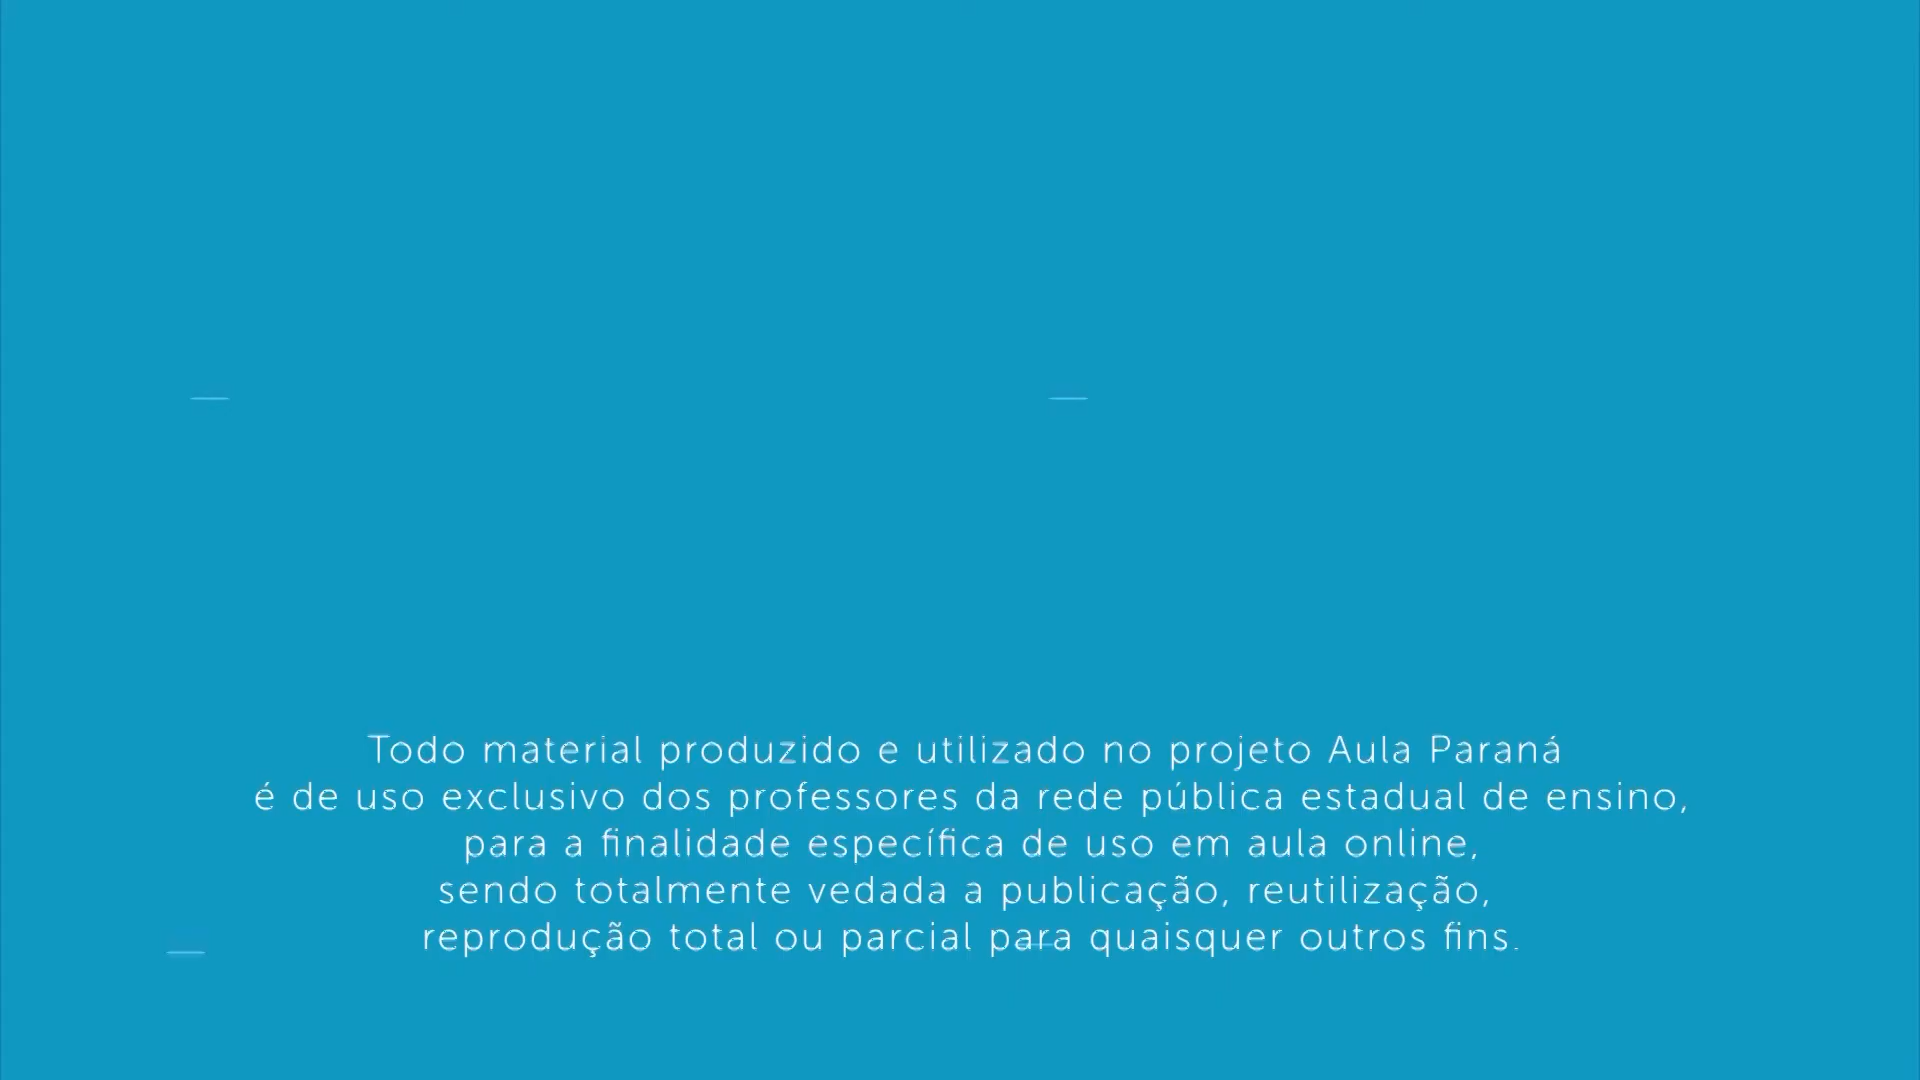 Todo material produzido e utilizado no projeto Aula Paraná
é de uso exclusivo dos professores da rede pública estadual de ensino,
para a finalidade específica de uso em aula online,
sendo totalmente vedada a publicação, reutilização,
reprodução total ou parcial para quaisquer outros fins.